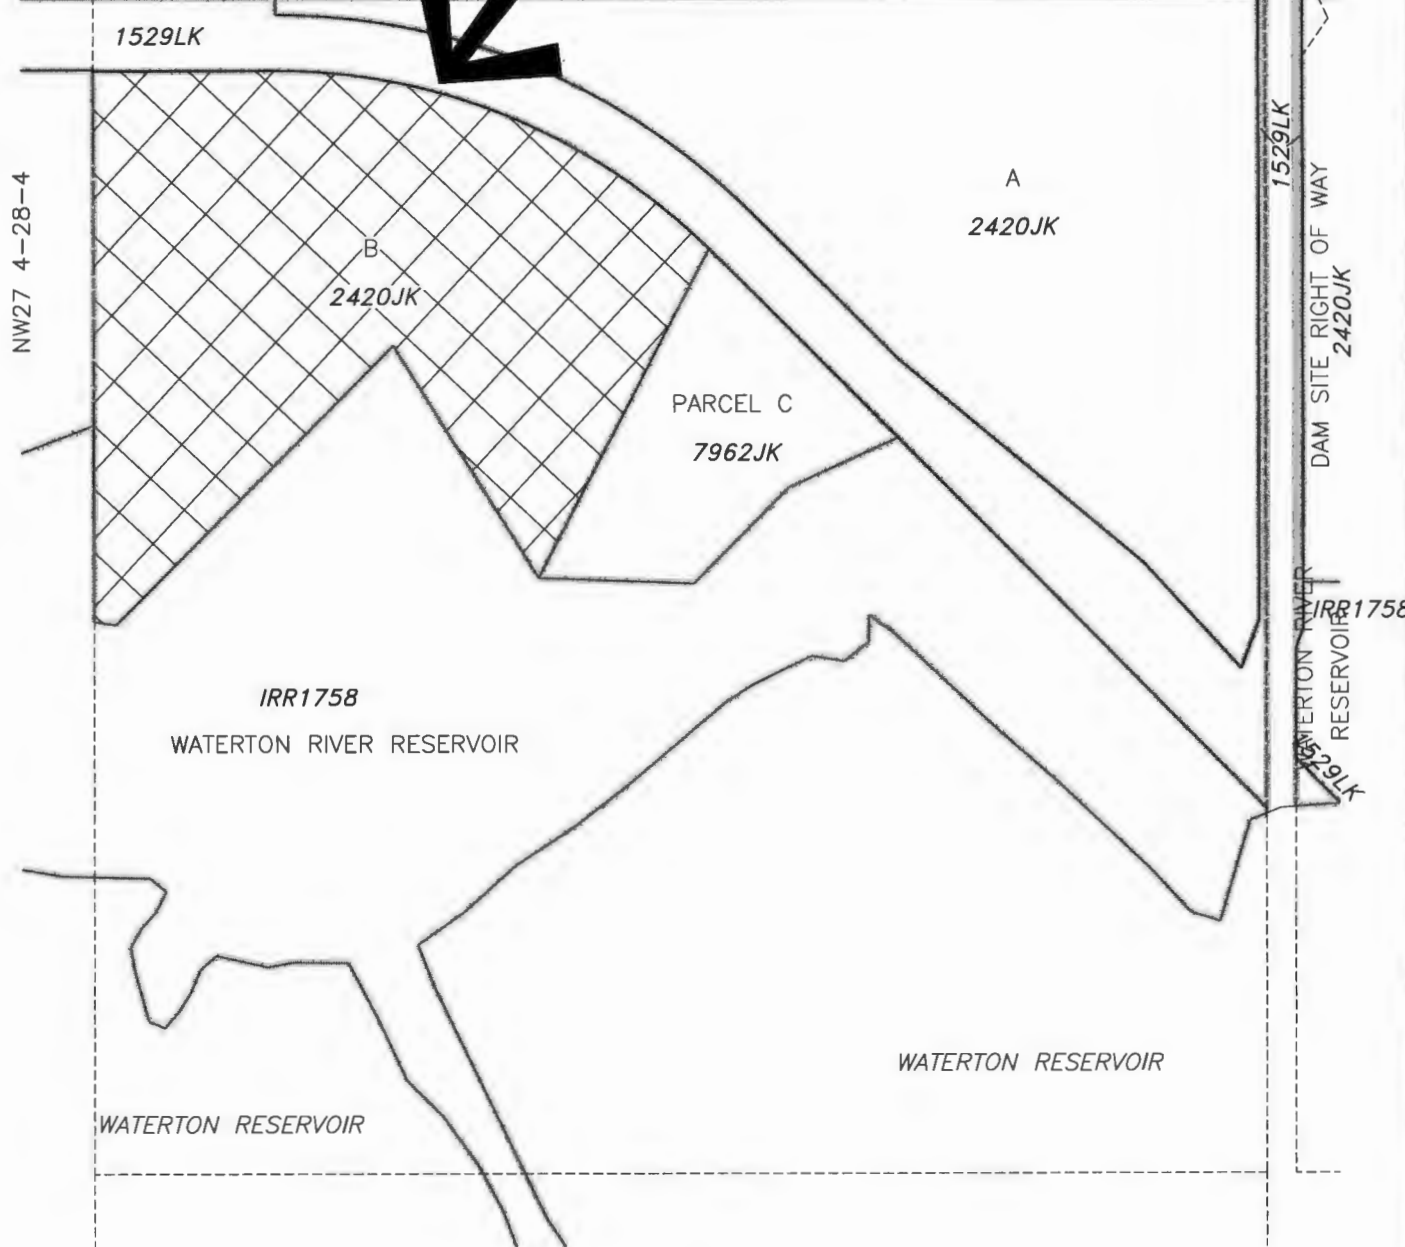 1529LK
NW27 4-28-4
B
2420JK
A
2420JK
1529LK
DAM SITE RIGHT OF WAY
2420JK
PARCEL C
7962JK
IRR1758
WATERTON RIVER RESERVOIR
IRR1758
RIVER
RESERVOIR
1529LK
WATERTON RESERVOIR
WATERTON RESERVOIR